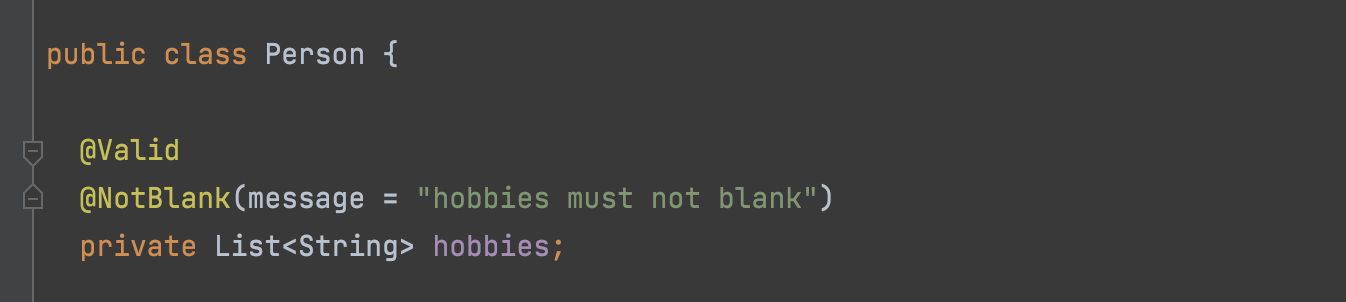 public class Person {
@Valid
@NotBlank(message = "hobbies must not blank")
private List<String> hobbies;